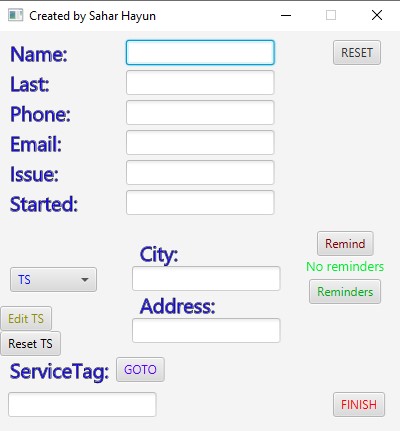 Created by Sahar Hayun
Name:
RESET
Last:
Phone:
Email:
Issue:
Started:
Remind
City:
No reminders
TS
Reminders
Address:
Edit TS
Reset TS
ServiceTag:
GOTO
FINISH